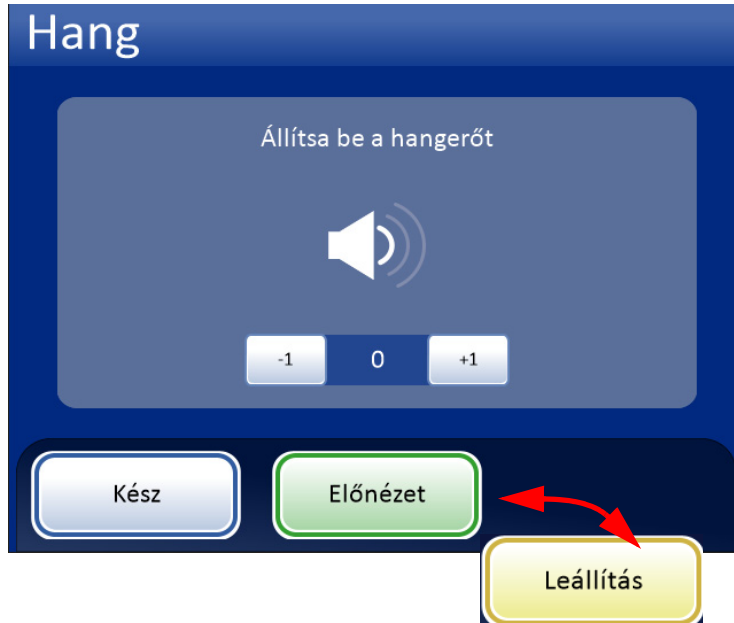 Hang
Állítsa be a hangerőt
-1 0 +1
Kész Előnézet
Leállítás